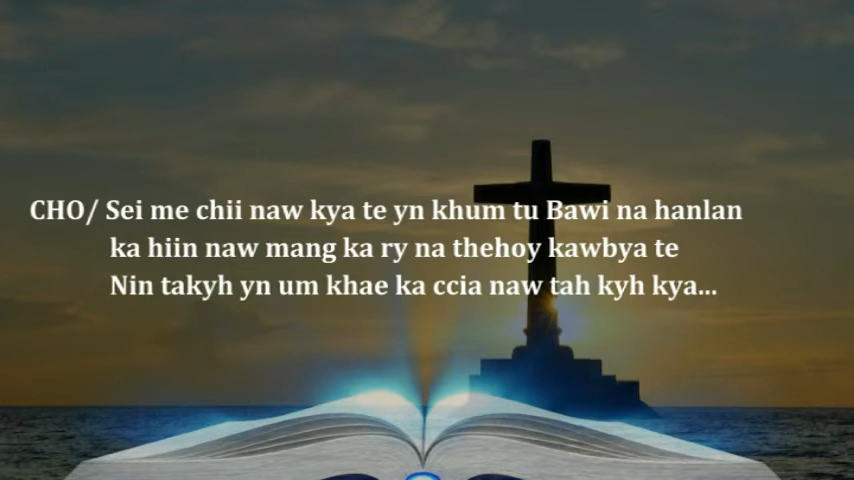 CHO/ Sei me chii naw kya te yn khum tu Bawi na hanlan
ka hiin naw mang ka ry na thehoy kawbya te
Nin takyh yn um khae ka ccia naw tah kyh kya...